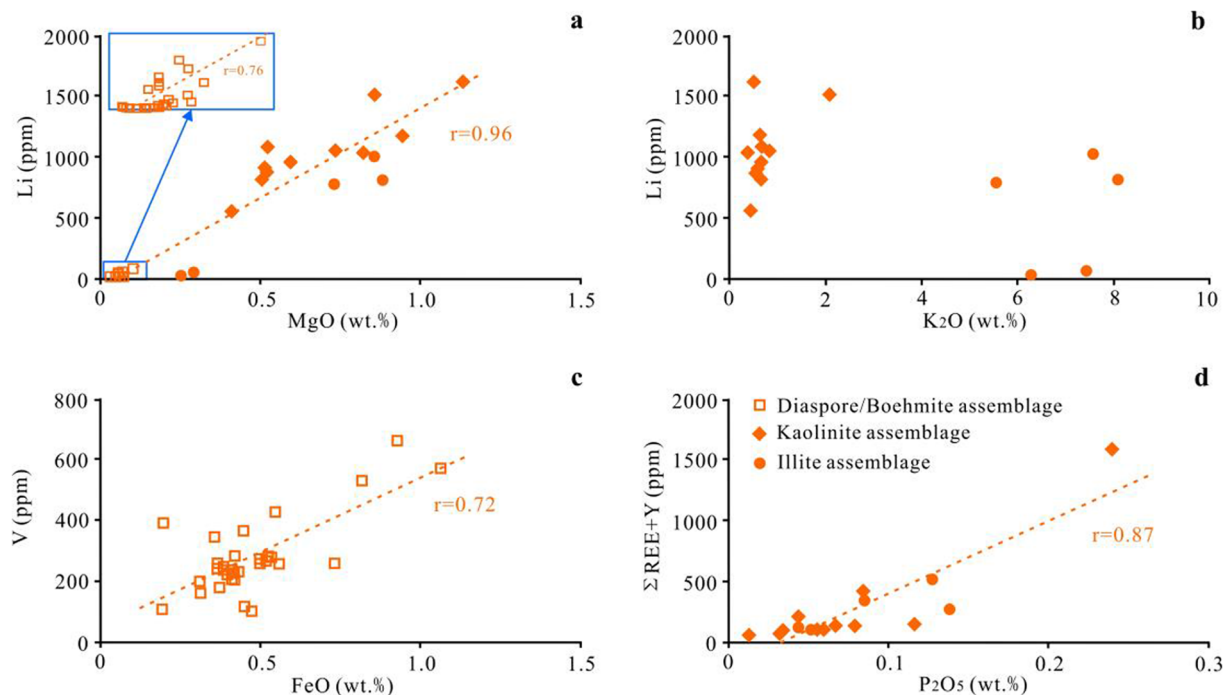 a
2000
1500
1000
500
0
Li (ppm)
r=0.76
r=0.96
0
0.5
1.0
1.5
MgO (wt.%)
b
2000
1500
1000
500
0
Li (ppm)
0
2
4
6
8
10
K2O (wt.%)
c
800
600
400
200
0
V (ppm)
r=0.72
0
0.5
1.0
1.5
FeO (wt.%)
d
2000
1500
1000
500
0
ΣREE+Y (ppm)
Diaspore/Boehmite assemblage
Kaolinite assemblage
Illite assemblage
r=0.87
0
0.1
0.2
0.3
P2O5 (wt.%)